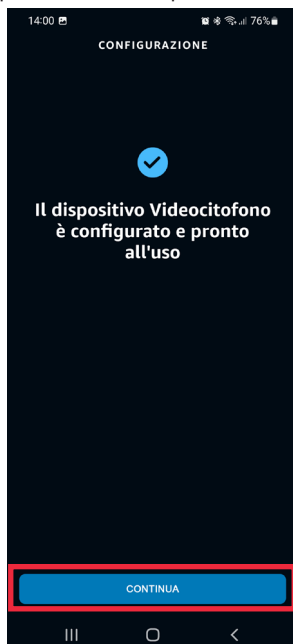 14:00 76%
CONFIGURAZIONE
Il dispositivo Videocitofono
è configurato e pronto
all'uso
CONTINUA